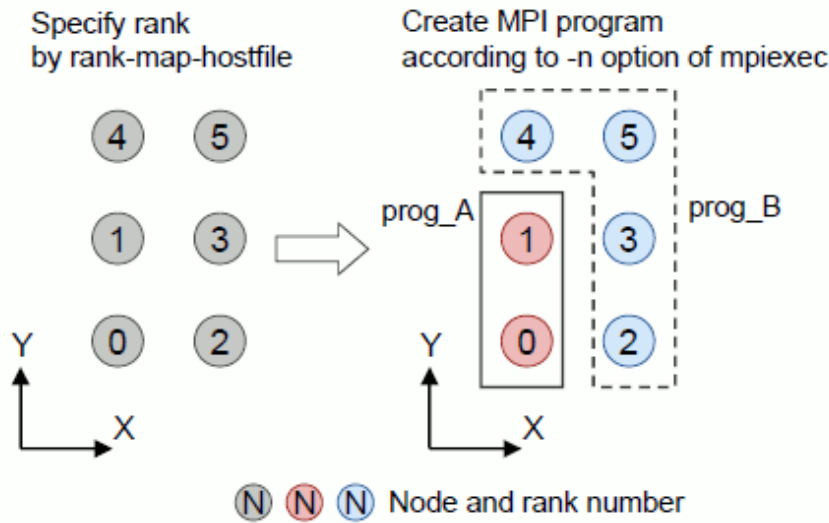 Specify rank
by rank-map-hostfile
Create MPI program
according to -n option of mpiexec
4 5
1 3
0 2
Y
X
4 5
prog_A
1 3
prog_B
0 2
Y
X
N N N Node and rank number